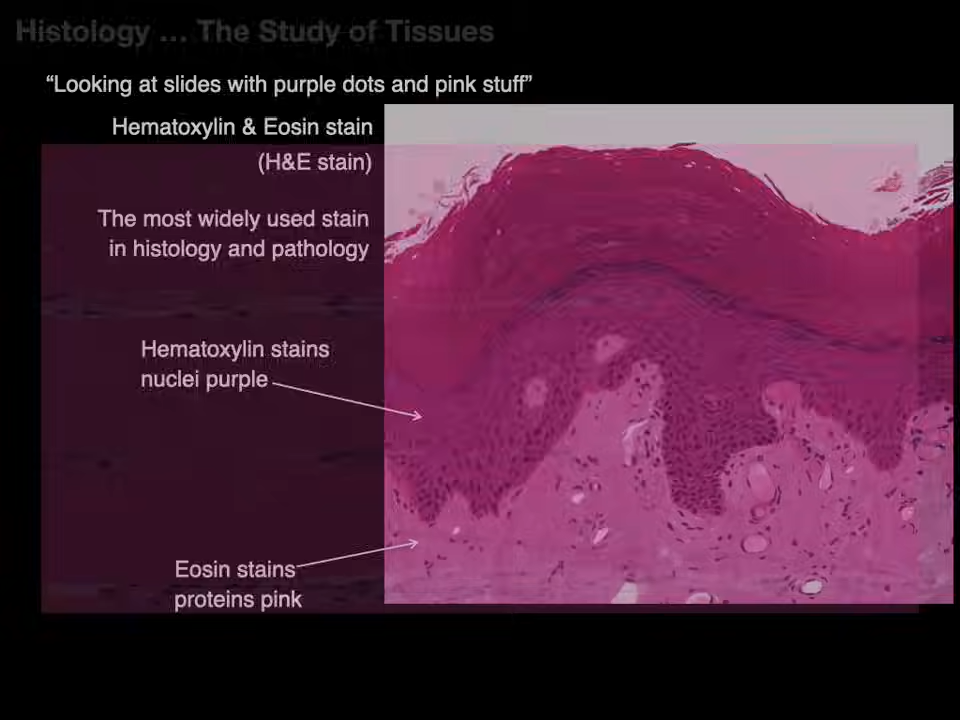 Histology ... The Study of Tissues
“Looking at slides with purple dots and pink stuff”
Hematoxylin & Eosin stain
(H&E stain)
The most widely used stain
in histology and pathology
Hematoxylin stains
nuclei purple
Eosin stains
proteins pink